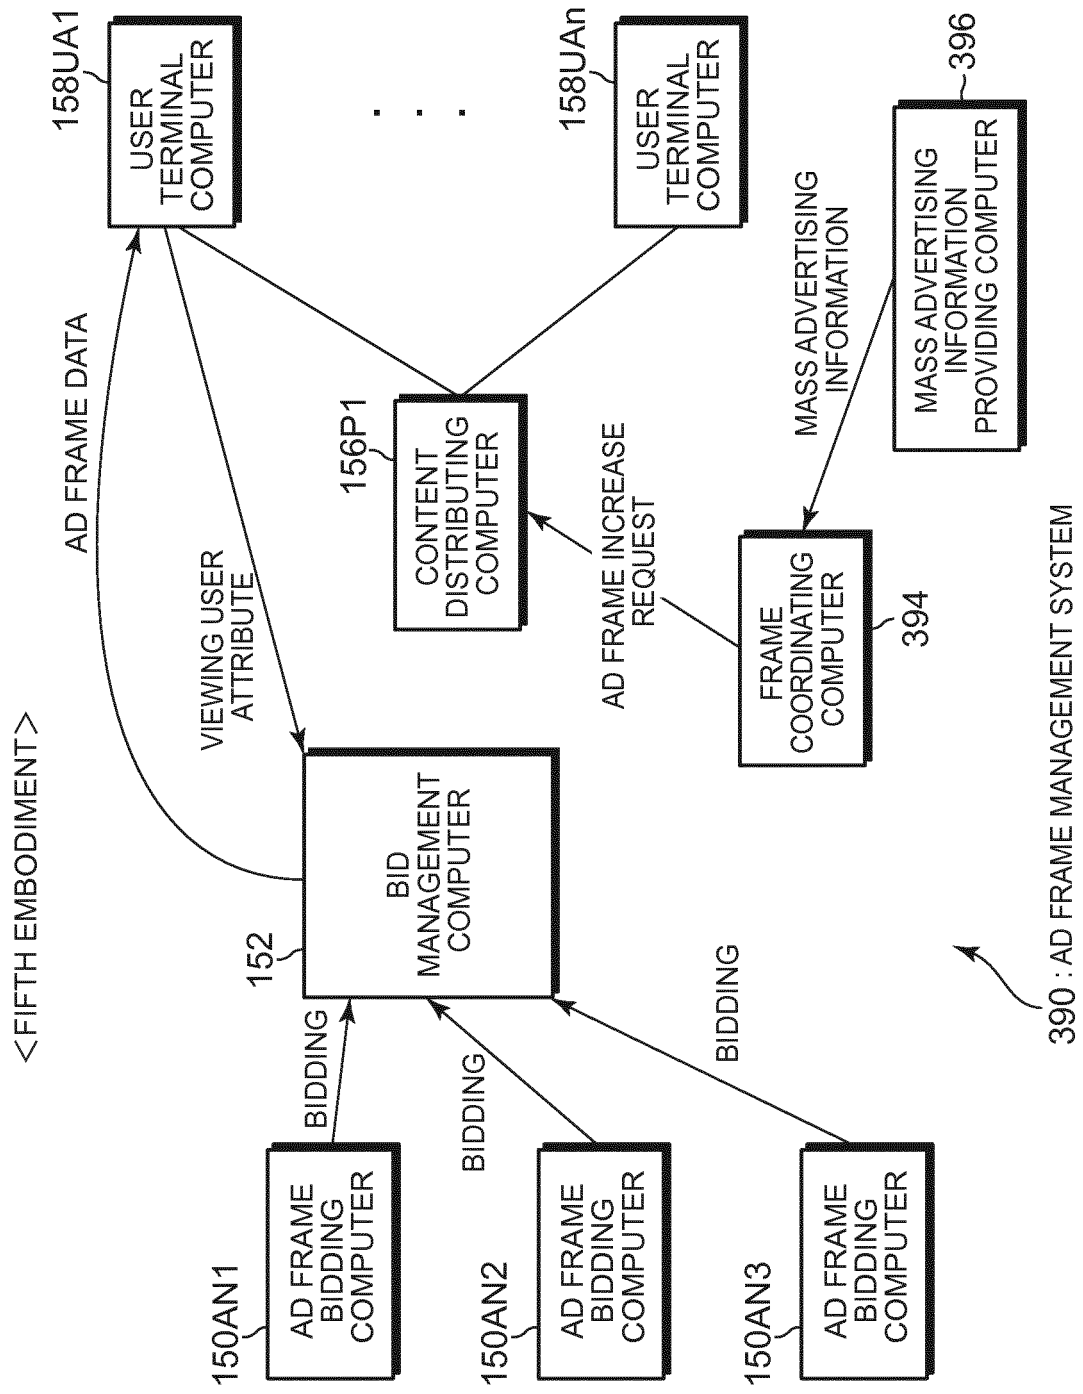 <FIFTH EMBODIMENT>
AD FRAME DATA
158UA1
USER
TERMINAL
COMPUTER
. . .
158UAn
USER
TERMINAL
COMPUTER
VIEWING USER
ATTRIBUTE
152
BID
MANAGEMENT
COMPUTER
156P1
CONTENT
DISTRIBUTING
COMPUTER
AD FRAME INCREASE
REQUEST
MASS ADVERTISING
INFORMATION
396
MASS ADVERTISING
INFORMATION
PROVIDING COMPUTER
FRAME
COORDINATING
COMPUTER
394
BIDDING
BIDDING
BIDDING
150AN1
AD FRAME
BIDDING
COMPUTER
150AN2
AD FRAME
BIDDING
COMPUTER
150AN3
AD FRAME
BIDDING
COMPUTER
390 : AD FRAME MANAGEMENT SYSTEM